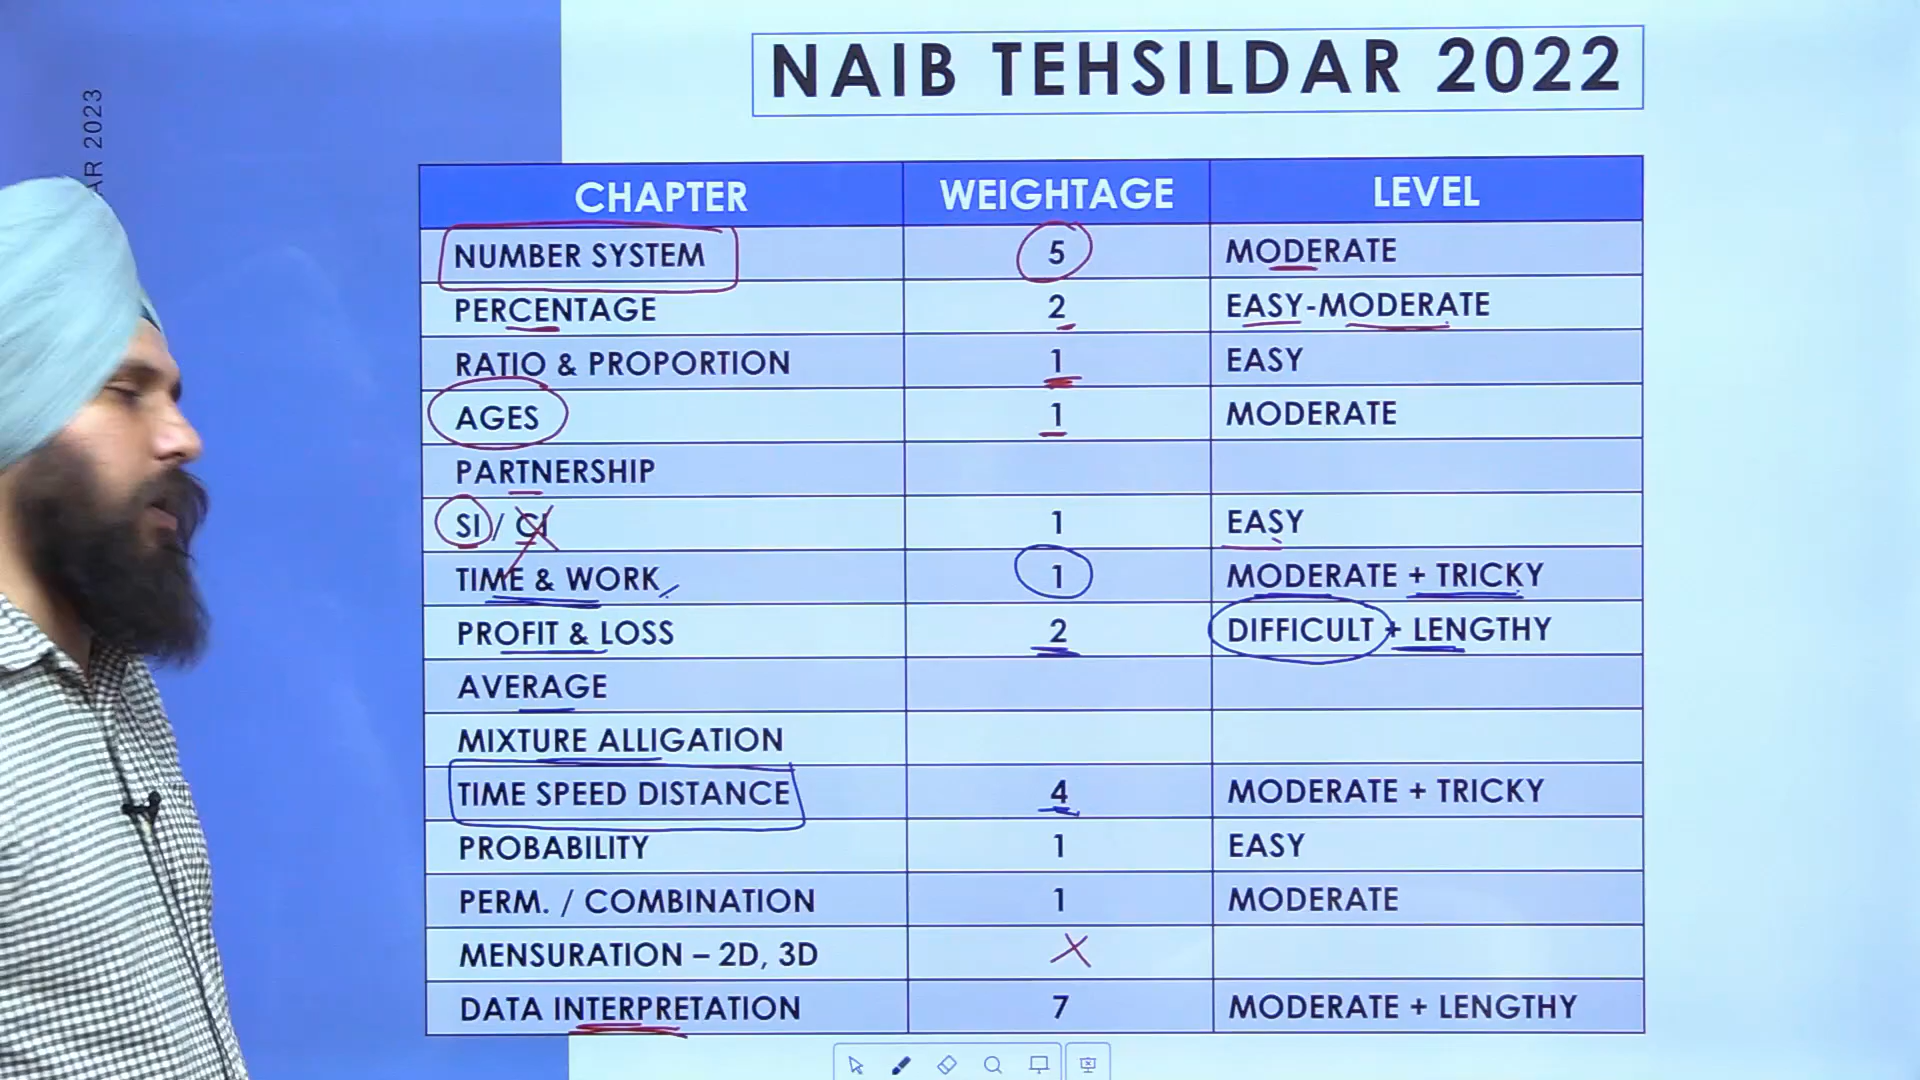 AR 2023
NAIB TEHSILDAR 2022
CHAPTER WEIGHTAGE LEVEL
NUMBER SYSTEM 5 MODERATE
PERCENTAGE 2 EASY-MODERATE
RATIO & PROPORTION 1 EASY
AGES 1 MODERATE
PARTNERSHIP
SI / CI 1 EASY
TIME & WORK 1 MODERATE + TRICKY
PROFIT & LOSS 2 DIFFICULT + LENGTHY
AVERAGE
MIXTURE ALLIGATION
TIME SPEED DISTANCE 4 MODERATE + TRICKY
PROBABILITY 1 EASY
PERM. / COMBINATION 1 MODERATE
MENSURATION – 2D, 3D
DATA INTERPRETATION 7 MODERATE + LENGTHY